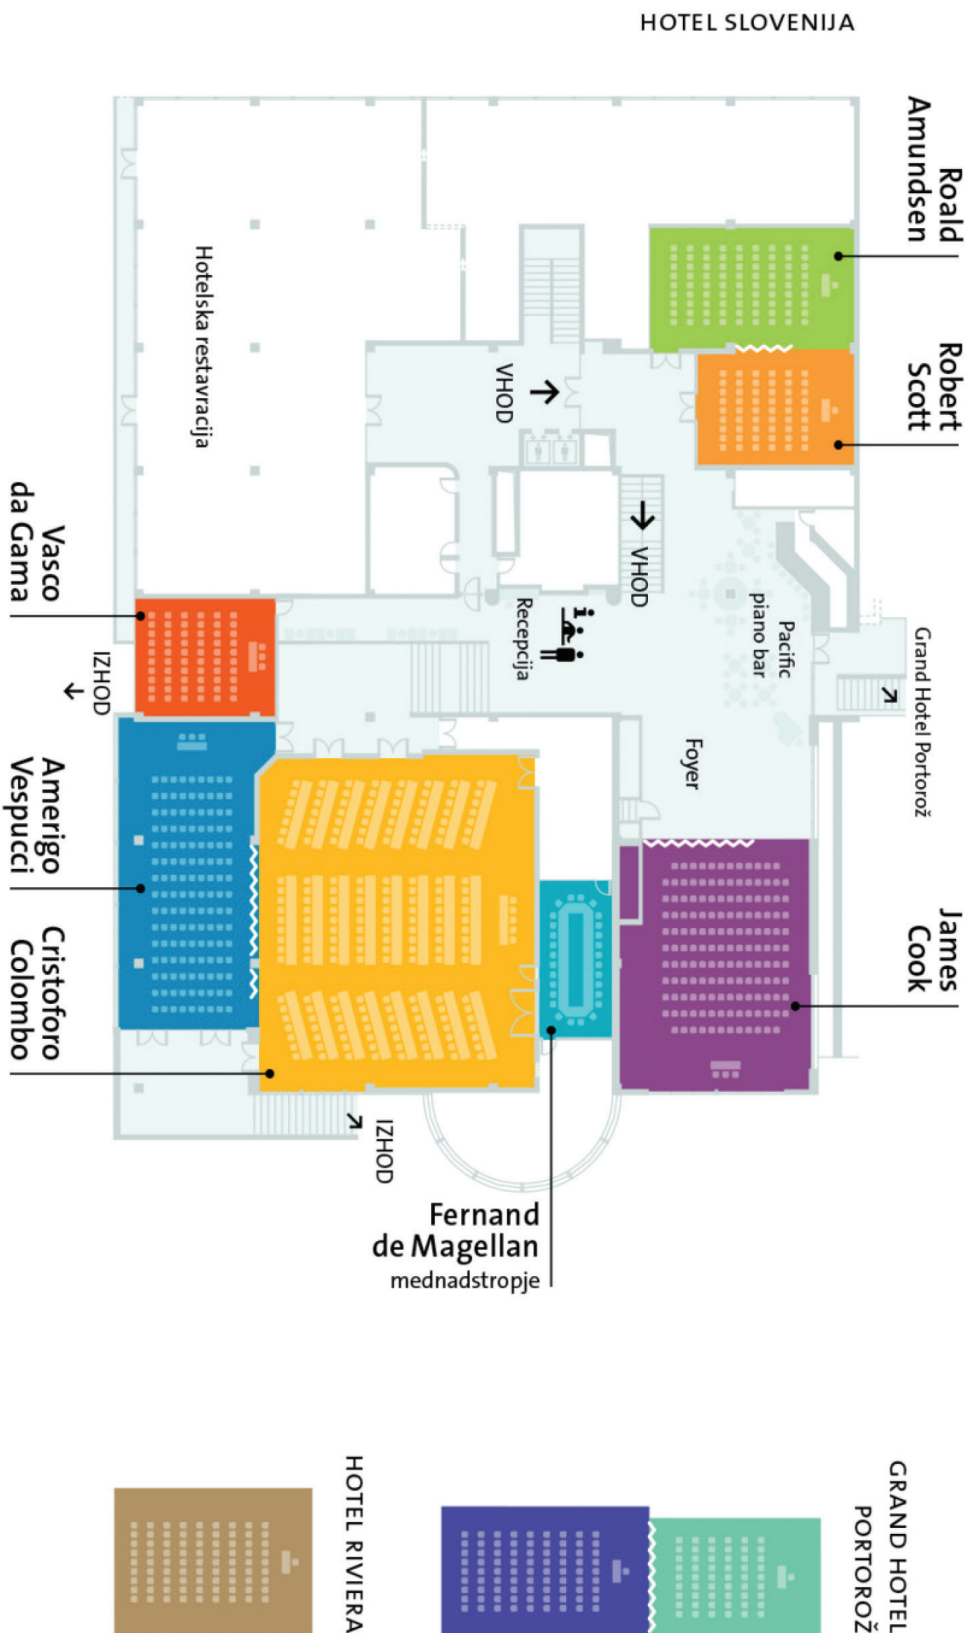 HOTEL SLOVENIJA
Roald
Amundsen
Robert
Scott
Hotelska restavracija
VHOD
VHOD
Vasco
da Gama
Recepcija
Pacific
piano bar
Grand Hotel Portorož
IZHOD
Foyer
Amerigo
Vespucci
Cristoforo
Colombo
James
Cook
IZHOD
Fernand
de Magellan
mednadstropje
HOTEL RIVIERA
GRAND HOTEL
PORTOROŽ